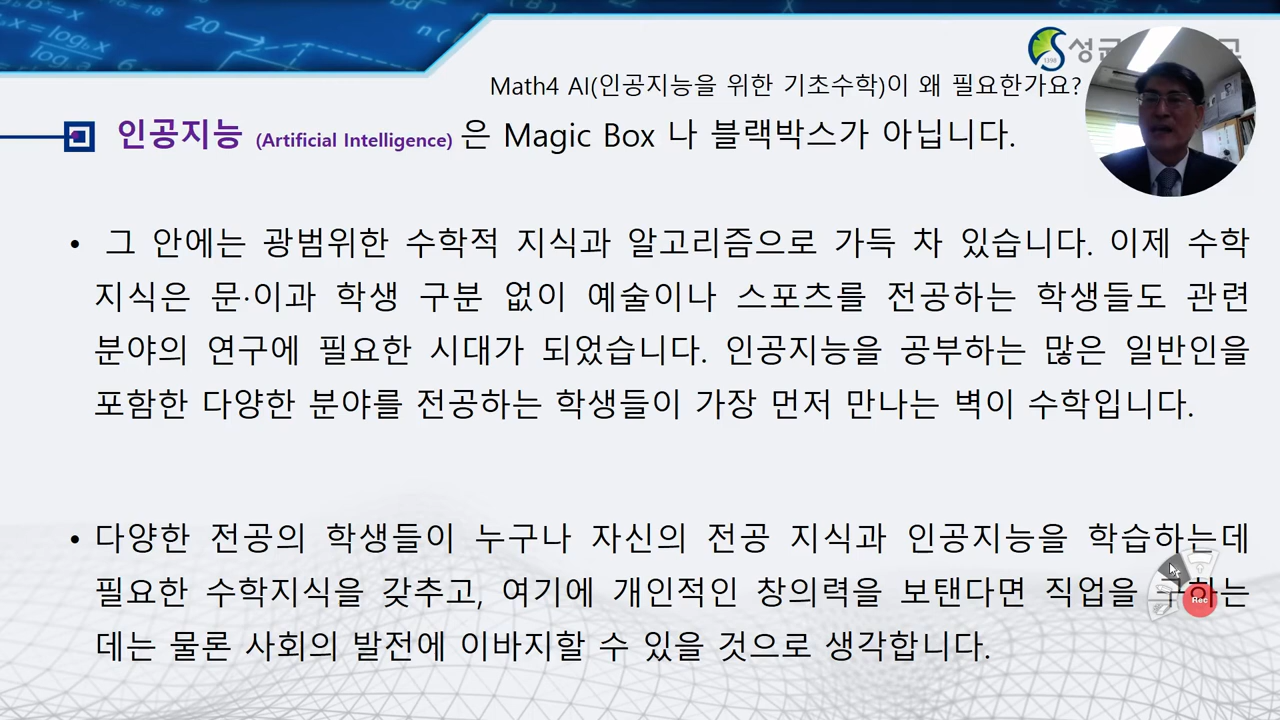 Math4 AI(인공지능을 위한 기초수학)이 왜 필요한가요?
인공지능 (Artificial Intelligence) 은 Magic Box 나 블랙박스가 아닙니다.
• 그 안에는 광범위한 수학적 지식과 알고리즘으로 가득 차 있습니다. 이제 수학
지식은 문·이과 학생 구분 없이 예술이나 스포츠를 전공하는 학생들도 관련
분야의 연구에 필요한 시대가 되었습니다. 인공지능을 공부하는 많은 일반인을
포함한 다양한 분야를 전공하는 학생들이 가장 먼저 만나는 벽이 수학입니다.
• 다양한 전공의 학생들이 누구나 자신의 전공 지식과 인공지능을 학습하는데
필요한 수학지식을 갖추고, 여기에 개인적인 창의력을 보탠다면 직업을 구하는
데는 물론 사회의 발전에 이바지할 수 있을 것으로 생각합니다.
Rec
1398
20